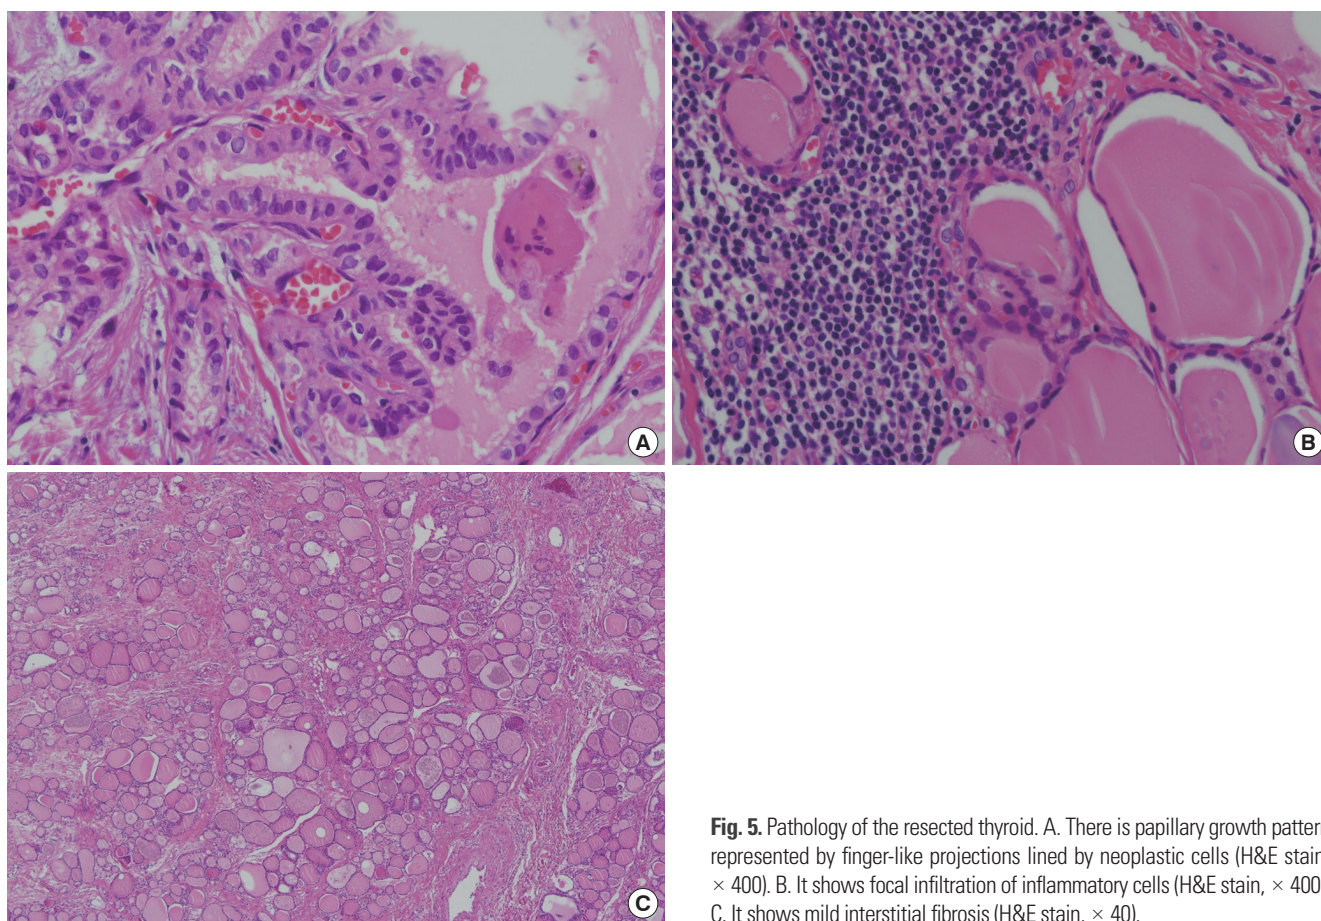 A
B
C
Fig. 5. Pathology of the resected thyroid. A. There is papillary growth pattern
represented by finger-like projections lined by neoplastic cells (H&E stain
× 400). B. It shows focal infiltration of inflammatory cells (H&E stain, × 400
C. It shows mild interstitial fibrosis (H&E stain, × 40).